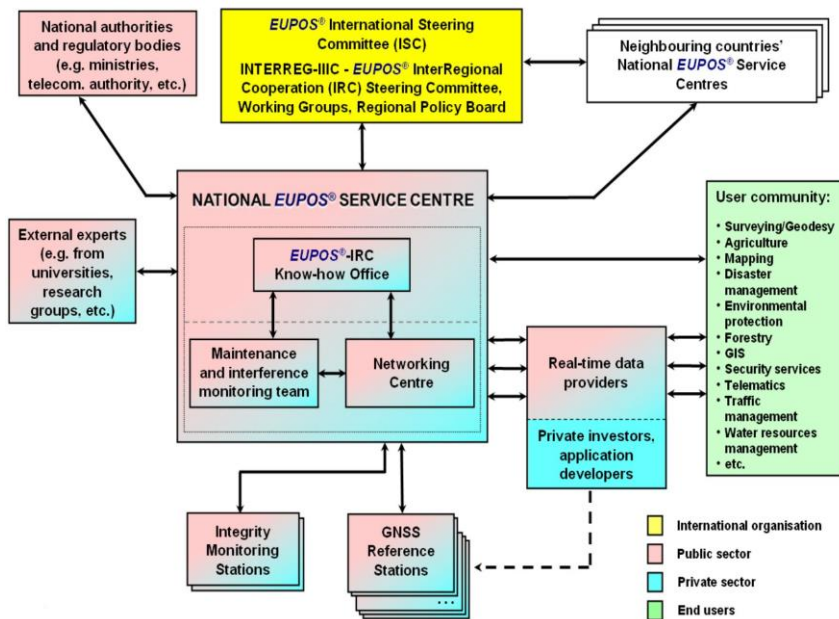 National authorities
and regulatory bodies
(e.g. ministries,
telecom. authority, etc.)
EUPOS® International Steering
Committee (ISC)
INTERREG-IIIC - EUPOS® InterRegional
Cooperation (IRC) Steering Committee,
Working Groups, Regional Policy Board
Neighbouring countries'
National EUPOS® Service
Centres
NATIONAL EUPOS® SERVICE CENTRE
External experts
(e.g. from
universities,
research
groups, etc.)
EUPOS®-IRC
Know-how Office
Maintenance
and interference
monitoring team
Networking
Centre
Real-time data
providers
Private investors,
application
developers
User community:
• Surveying/Geodesy
• Agriculture
• Mapping
• Disaster
management
• Environmental
protection
• Forestry
• GIS
• Security services
• Telematics
• Traffic
management
• Water resources
management
• etc.
Integrity
Monitoring
Stations
GNSS
Reference
Stations
...
International organisation
Public sector
Private sector
End users